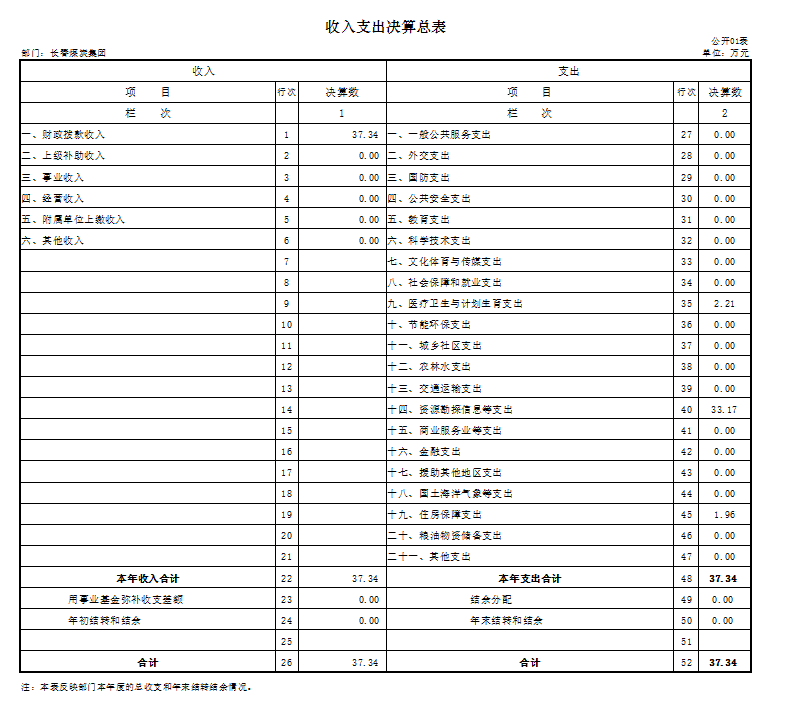 收入支出决算总表
公开01表
部门：长春煤炭集团 单位：万元
收入 支出
项 目 行次 决算数 项 目 行次 决算数
栏 次 1 栏 次 2
一、财政拨款收入 1 37.34 一、一般公共服务支出 27 0.00
二、上级补助收入 2 0.00 二、外交支出 28 0.00
三、事业收入 3 0.00 三、国防支出 29 0.00
四、经营收入 4 0.00 四、公共安全支出 30 0.00
五、附属单位上缴收入 5 0.00 五、教育支出 31 0.00
六、其他收入 6 0.00 六、科学技术支出 32 0.00
7 七、文化体育与传媒支出 33 0.00
8 八、社会保障和就业支出 34 0.00
9 九、医疗卫生与计划生育支出 35 2.21
10 十、节能环保支出 36 0.00
11 十一、城乡社区支出 37 0.00
12 十二、农林水支出 38 0.00
13 十三、交通运输支出 39 0.00
14 十四、资源勘探信息等支出 40 33.17
15 十五、商业服务业等支出 41 0.00
16 十六、金融支出 42 0.00
17 十七、援助其他地区支出 43 0.00
18 十八、国土海洋气象等支出 44 0.00
19 十九、住房保障支出 45 1.96
20 二十、粮油物资储备支出 46 0.00
21 二十一、其他支出 47 0.00
本年收入合计 22 37.34 本年支出合计 48 37.34
用事业基金弥补收支差额 23 0.00 结余分配 49 0.00
年初结转和结余 24 0.00 年末结转和结余 50 0.00
25 51
合计 26 37.34 合计 52 37.34
注：本表反映部门本年度的总收支和年末结转结余情况。